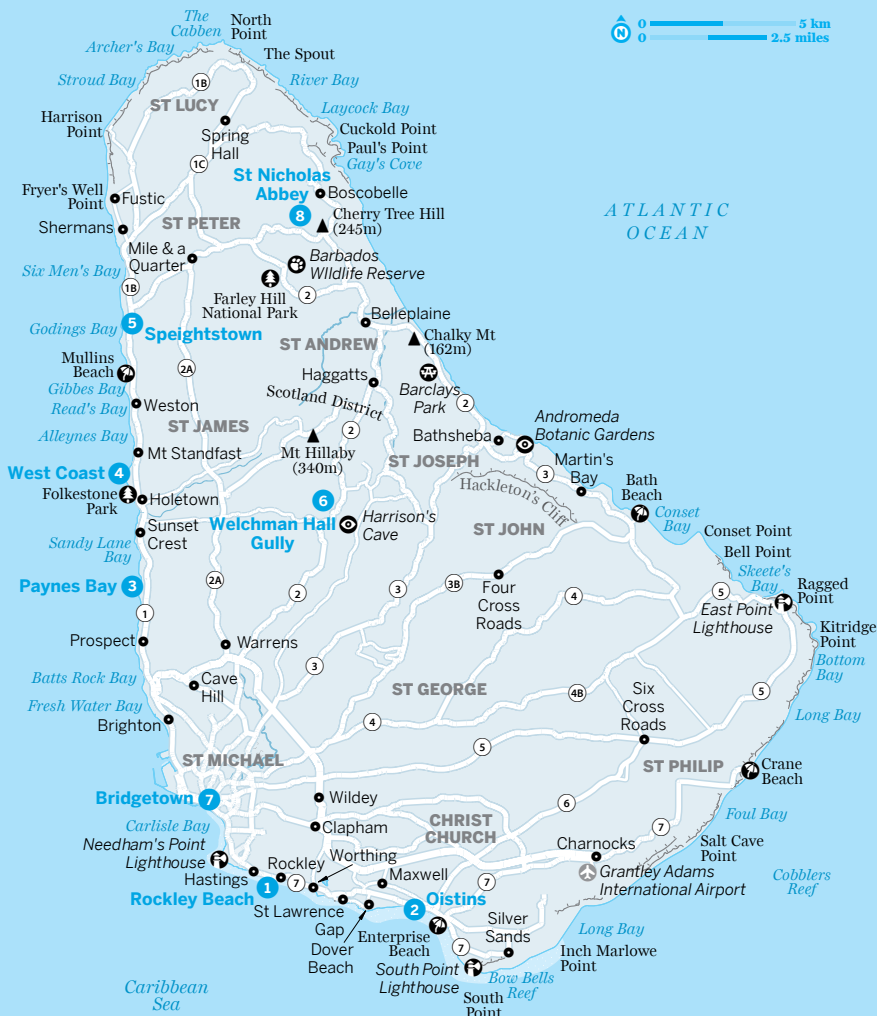 The
Cabben
North
Point
Archer's Bay
The Spout
N
0
5 km
0
2.5 miles
Stroud Bay
1B
River Bay
ST LUCY
Laycock Bay
Harrison
Point
Spring
Hall
Cuckold Point
Paul's Point
Gay's Cove
1C
St Nicholas
Abbey
8
Boscobelle
Fryer's Well
Point
Fustic
Shermans
ST PETER
Cherry Tree Hill
(245m)
ATLANTIC
OCEAN
Mile & a
Quarter
Barbados
WIldlife Reserve
Six Men's Bay
1B
Farley Hill
National Park
2
Godings Bay
5
Speightstown
Belleplaine
ST ANDREW
Chalky Mt
(162m)
Mullins
Beach
2A
Haggatts
Barclays
Park
Gibbes Bay
Read's Bay
Weston
Scotland District
2
ST JAMES
2
Andromeda
Botanic Gardens
Alleynes Bay
Mt Hillaby
(340m)
Bathsheba
Mt Standfast
ST JOSEPH
3
Martin's
Bay
West Coast
4
Hackleton's Cliff
Bath
Beach
Folkestone
Park
Holetown
6
Welchman Hall
Gully
Harrison's
Cave
Conset
Bay
Sunset
Crest
ST JOHN
Conset Point
Sandy Lane
Bay
Bell Point
Skeete's
Bay
Paynes Bay
3
2A
2
3
3B
Four
Cross
Roads
4
5
Ragged
Point
East Point
Lighthouse
1
Prospect
Warrens
Kitridge
Point
Bottom
Bay
3
Batts Rock Bay
Cave
Hill
ST GEORGE
4B
Six
Cross
Roads
5
Fresh Water Bay
Brighton
4
Long Bay
5
ST MICHAEL
ST PHILIP
Crane
Beach
Bridgetown
7
Wildey
6
Foul Bay
Carlisle Bay
Clapham
CHRIST
CHURCH
7
Needham's Point
Lighthouse
Charnocks
Salt Cave
Point
Hastings
Rockley
7
Worthing
Maxwell
7
Grantley Adams
International Airport
Cobblers
Reef
Rockley Beach
1
St Lawrence
Gap
2
Oistins
Dover
Beach
Enterprise
Beach
Silver
Sands
Long Bay
7
Inch Marlowe
Point
South Point
Lighthouse
Bow Bells
Reef
South
Point
Caribbean
Sea